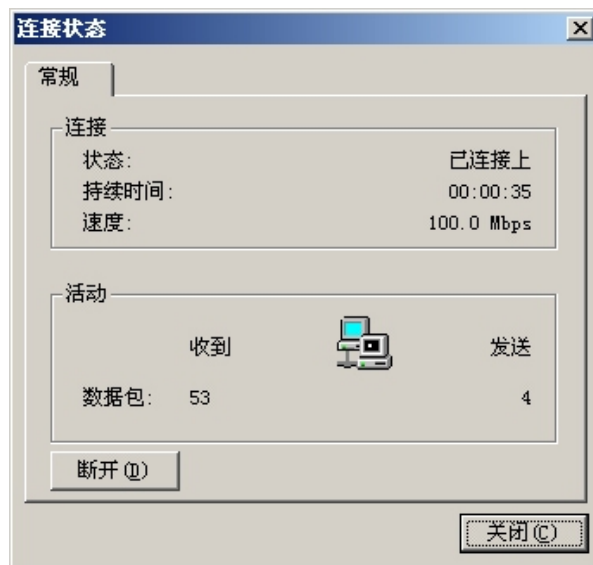 连接状态
常规
连接
状态: 已连接上
持续时间: 00:00:35
速度: 100.0 Mbps
活动
收到 发送
数据包: 53 4
断开(D)
关闭(C)